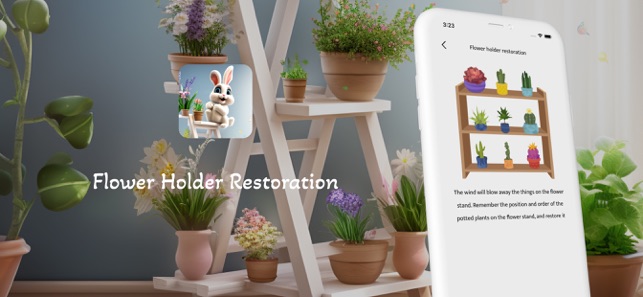 Flower Holder Restoration
3:23
Flower holder restoration
The wind will blow away the things on the flower
stand. Remember the position and order of the
potted plants on the flower stand, and restore it